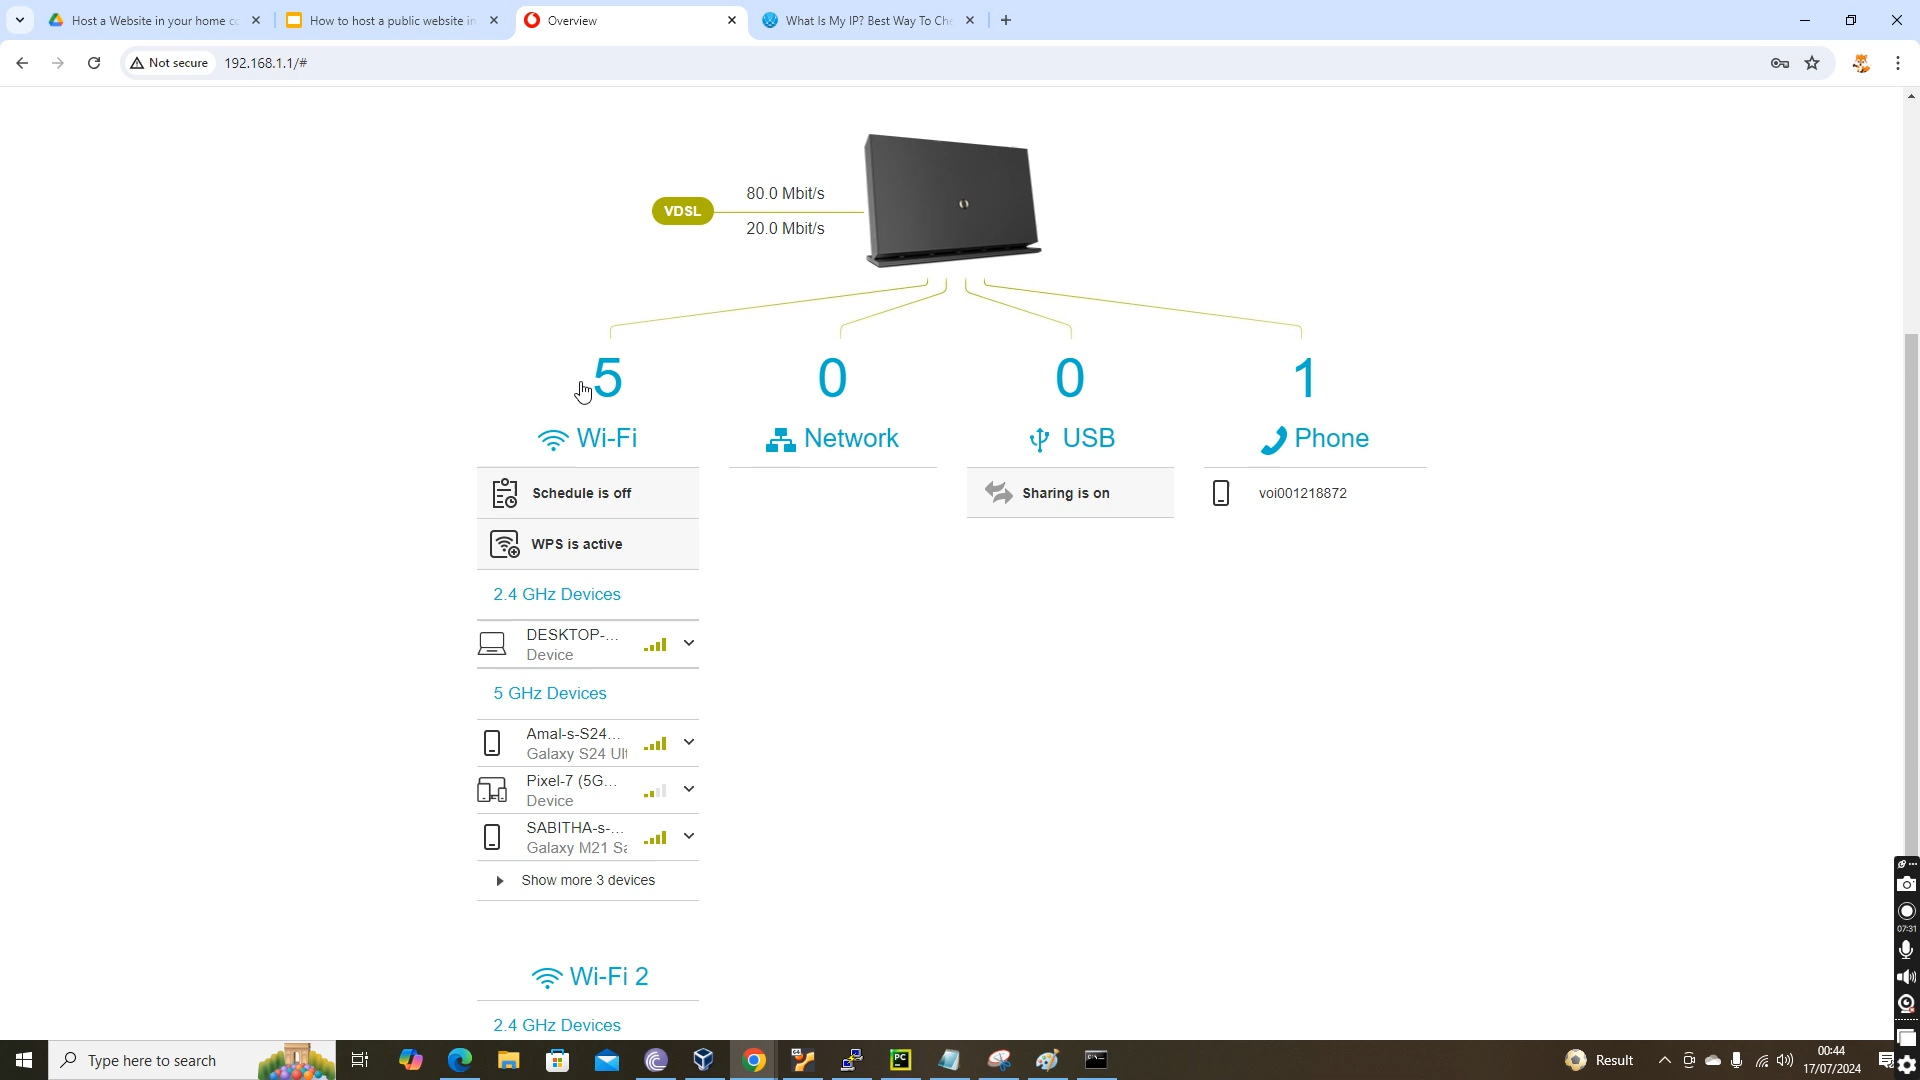 Host a Website in your home co
How to host a public website in
Overview
What Is My IP? Best Way To Che
Not secure
192.168.1.1/#
80.0 Mbit/s
VDSL
20.0 Mbit/s
5
0
0
1
Wi-Fi
Network
USB
Phone
Schedule is off
Sharing is on
voi001218872
WPS is active
2.4 GHz Devices
DESKTOP-...
Device
5 GHz Devices
Amal-s-S24...
Galaxy S24 Ult
Pixel-7 (5G...
Device
SABITHA-s-...
Galaxy M21 Sa
Show more 3 devices
Wi-Fi 2
2.4 GHz Devices
07:31
Type here to search
PC
Result
00:44
17/07/2024